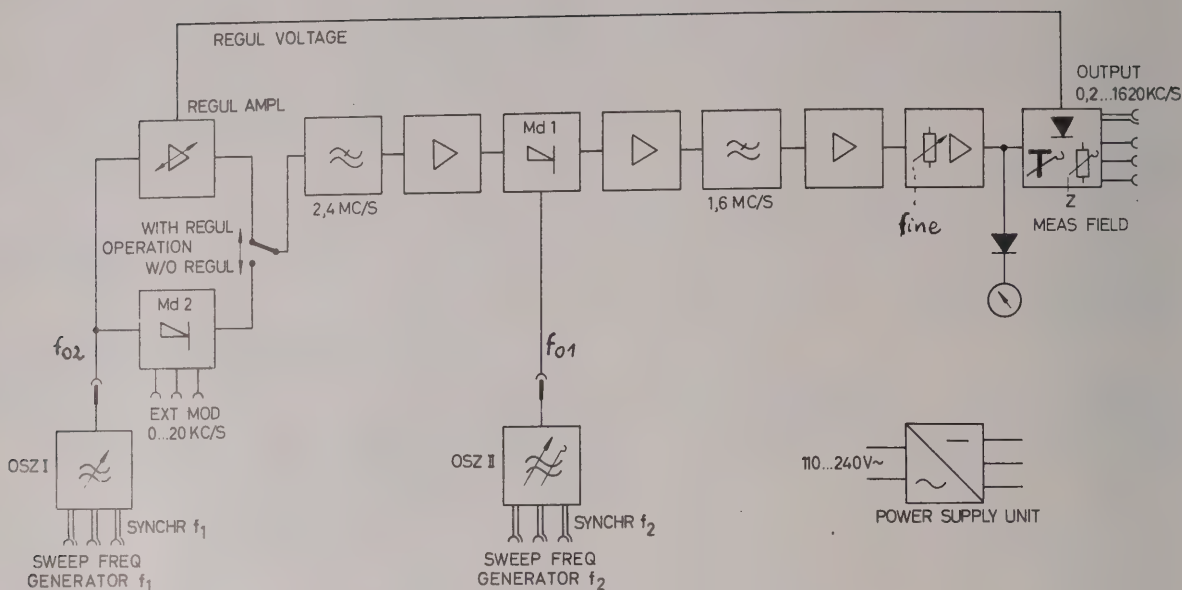 REGUL VOLTAGE
OUTPUT
0,2...1620KC/S
REGUL AMPL
Md 1
2,4 MC/S
1,6 MC/S
fine
Z
MEAS FIELD
WITH REGUL
OPERATION
W/O REGUL
Md 2
f02
f01
EXT MOD
0...20KC/S
OSZ I
OSZ II
110...240V~
SYNCHR f1
SYNCHR f2
POWER SUPPLY UNIT
SWEEP FREQ
GENERATOR f1
SWEEP FREQ
GENERATOR f2